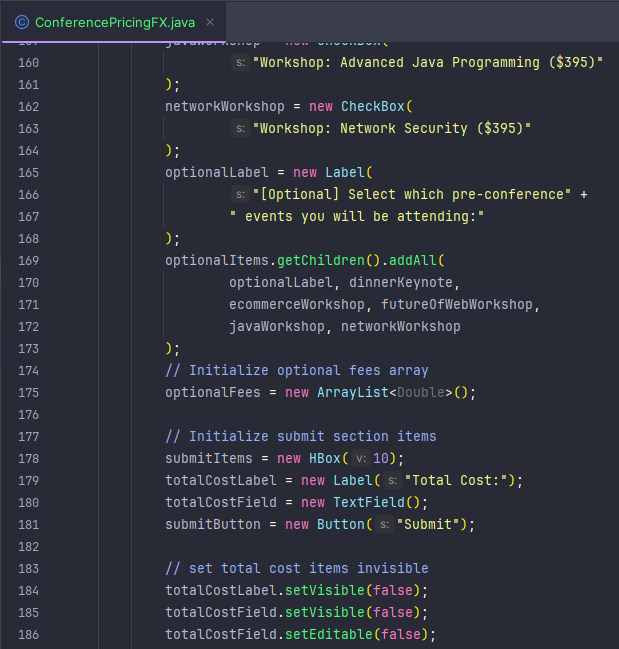 ConferencePricingFX.java
159 javaWorkshop = new CheckBox(
160 s: "Workshop: Advanced Java Programming ($395)"
161 );
162 networkWorkshop = new CheckBox(
163 s: "Workshop: Network Security ($395)"
164 );
165 optionalLabel = new Label(
166 s: "[Optional] Select which pre-conference" +
167 " events you will be attending:"
168 );
169 optionalItems.getChildren().addAll(
170 optionalLabel, dinnerKeynote,
171 ecommerceWorkshop, futureOfWebWorkshop,
172 javaWorkshop, networkWorkshop
173 );
174 // Initialize optional fees array
175 optionalFees = new ArrayList<Double>();
176
177 // Initialize submit section items
178 submitItems = new HBox( v: 10);
179 totalCostLabel = new Label( s: "Total Cost:");
180 totalCostField = new TextField();
181 submitButton = new Button( s: "Submit");
182
183 // set total cost items invisible
184 totalCostLabel.setVisible(false);
185 totalCostField.setVisible(false);
186 totalCostField.setEditable(false);